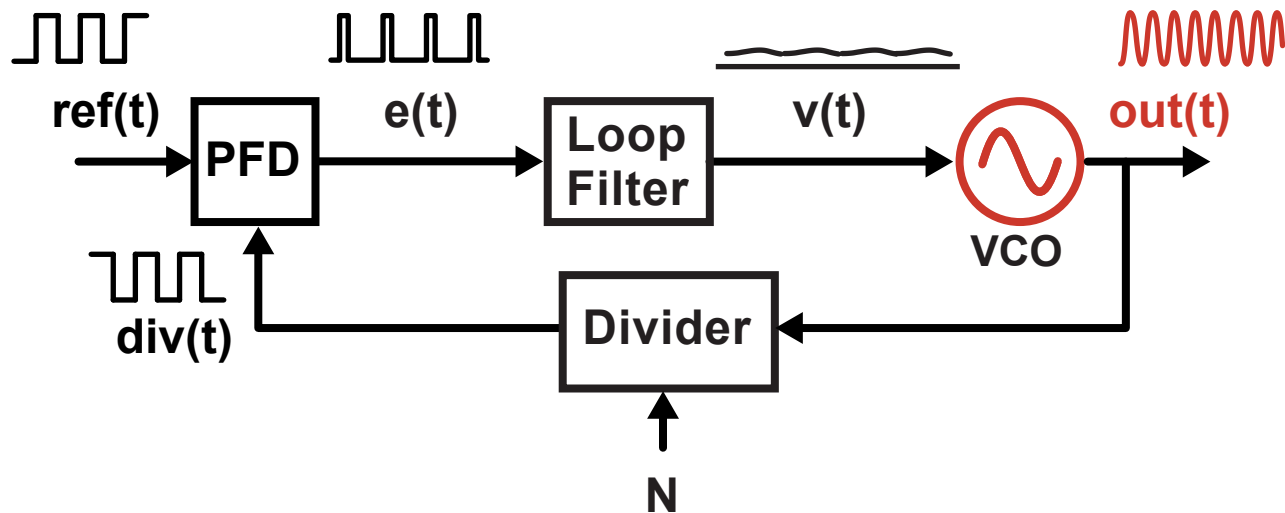 ref(t)
PFD
e(t)
Loop
Filter
v(t)
VCO
out(t)
div(t)
Divider
N